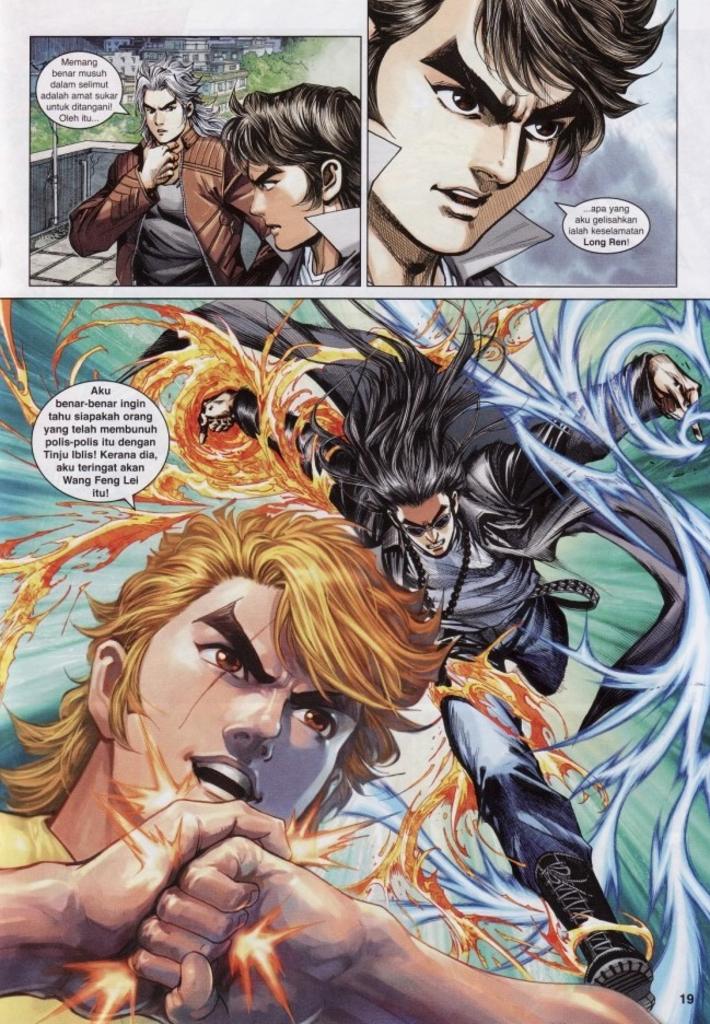 Memang
benar musuh
dalam selimut
adalah amat sukar
untuk ditangani!
Oleh itu...
...apa yang
aku gelisahkan
ialah keselamatan
Long Ren!
Aku
benar-benar ingin
tahu siapakah orang
yang telah membunuh
polis-polis itu dengan
Tinju Iblis! Kerana dia,
aku teringat akan
Wang Feng Lei
itu!
19